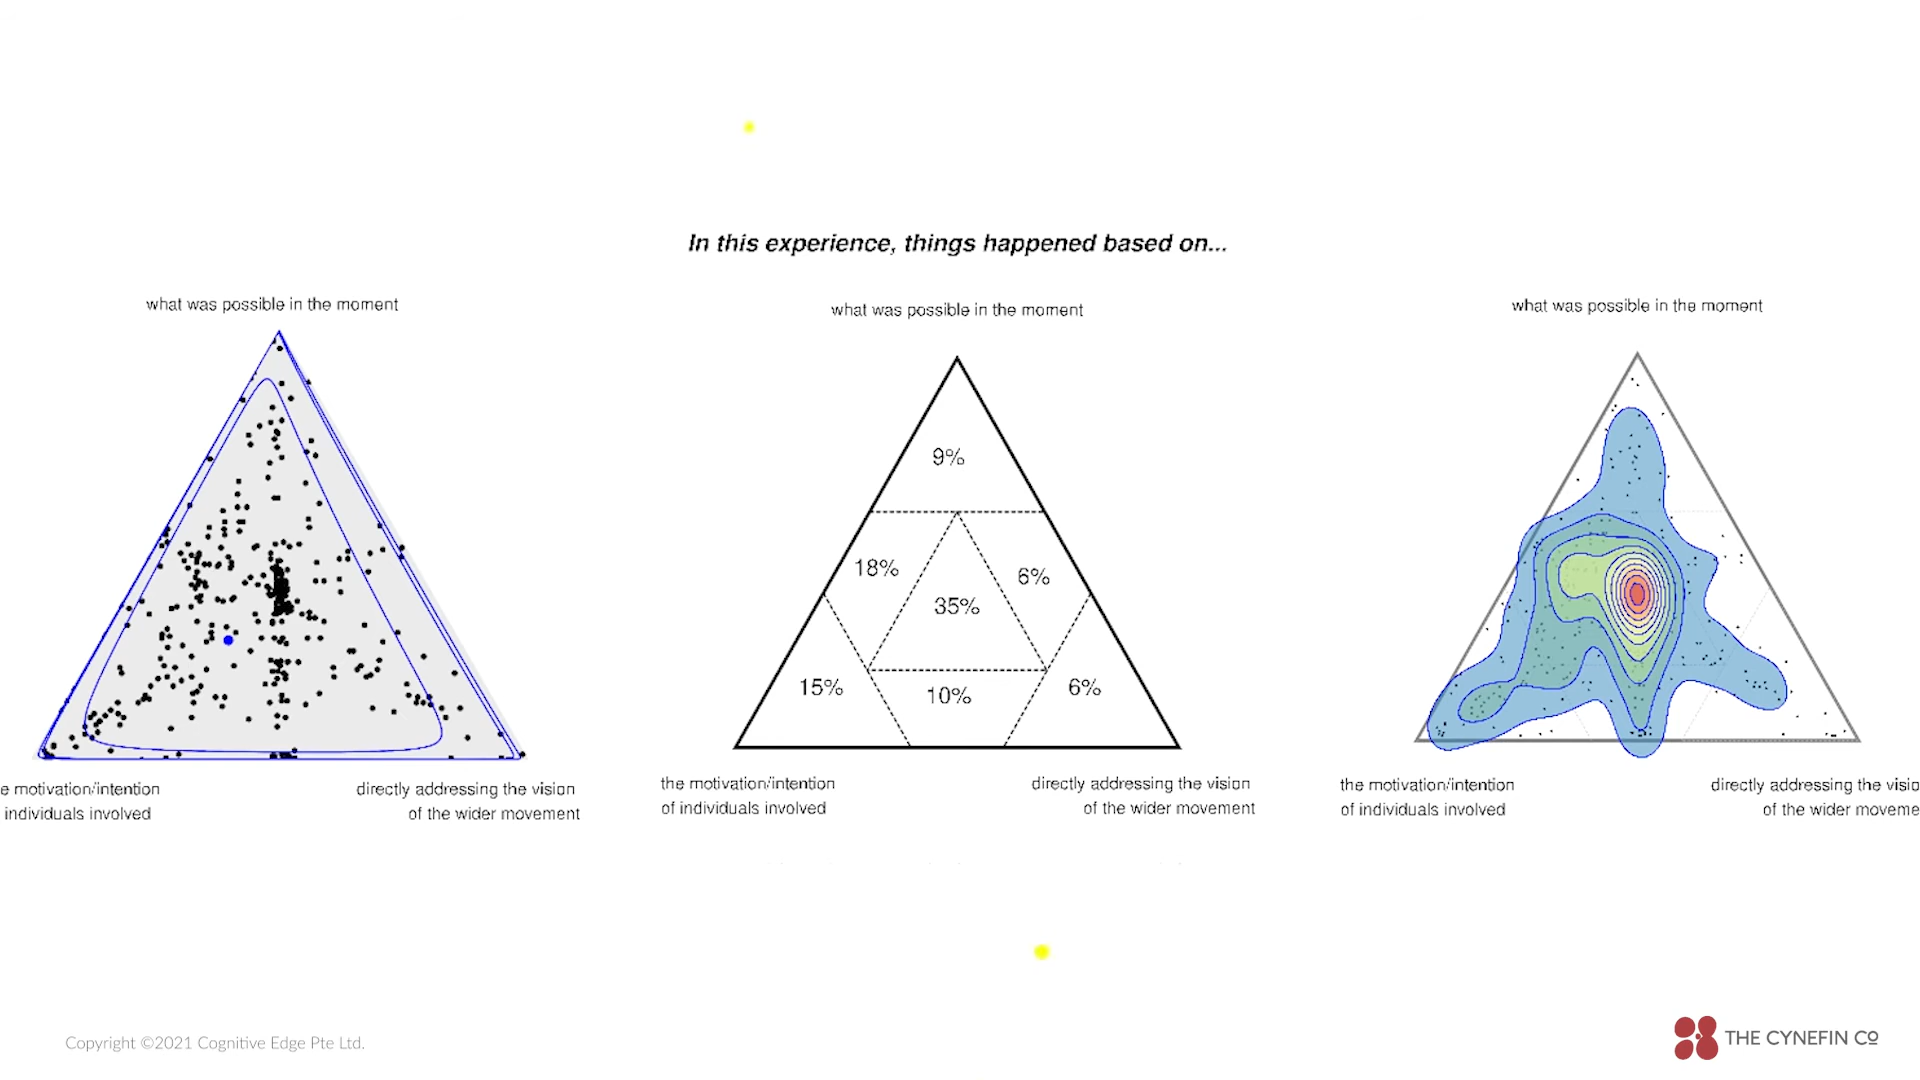 In this experience, things happened based on...
what was possible in the moment
e motivation/intention
individuals involved
directly addressing the vision
of the wider movement
what was possible in the moment
9%
18%
6%
35%
15%
10%
6%
the motivation/intention
of individuals involved
directly addressing the vision
of the wider movement
what was possible in the moment
the motivation/intention
of individuals involved
directly addressing the visio
of the wider moveme
Copyright ©2021 Cognitive Edge Pte Ltd.
THE CYNEFIN Co